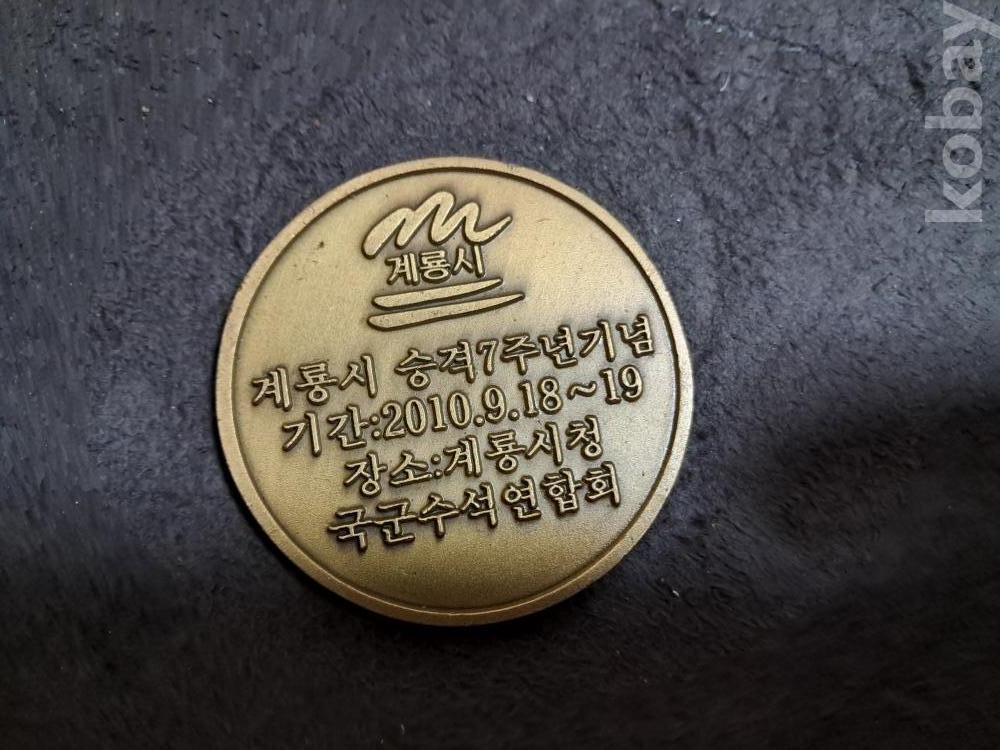 계룡시
계룡시 승격7주년기념
기간:2010.9.18~19
장소:계룡시청
국군수석연합회
kobay